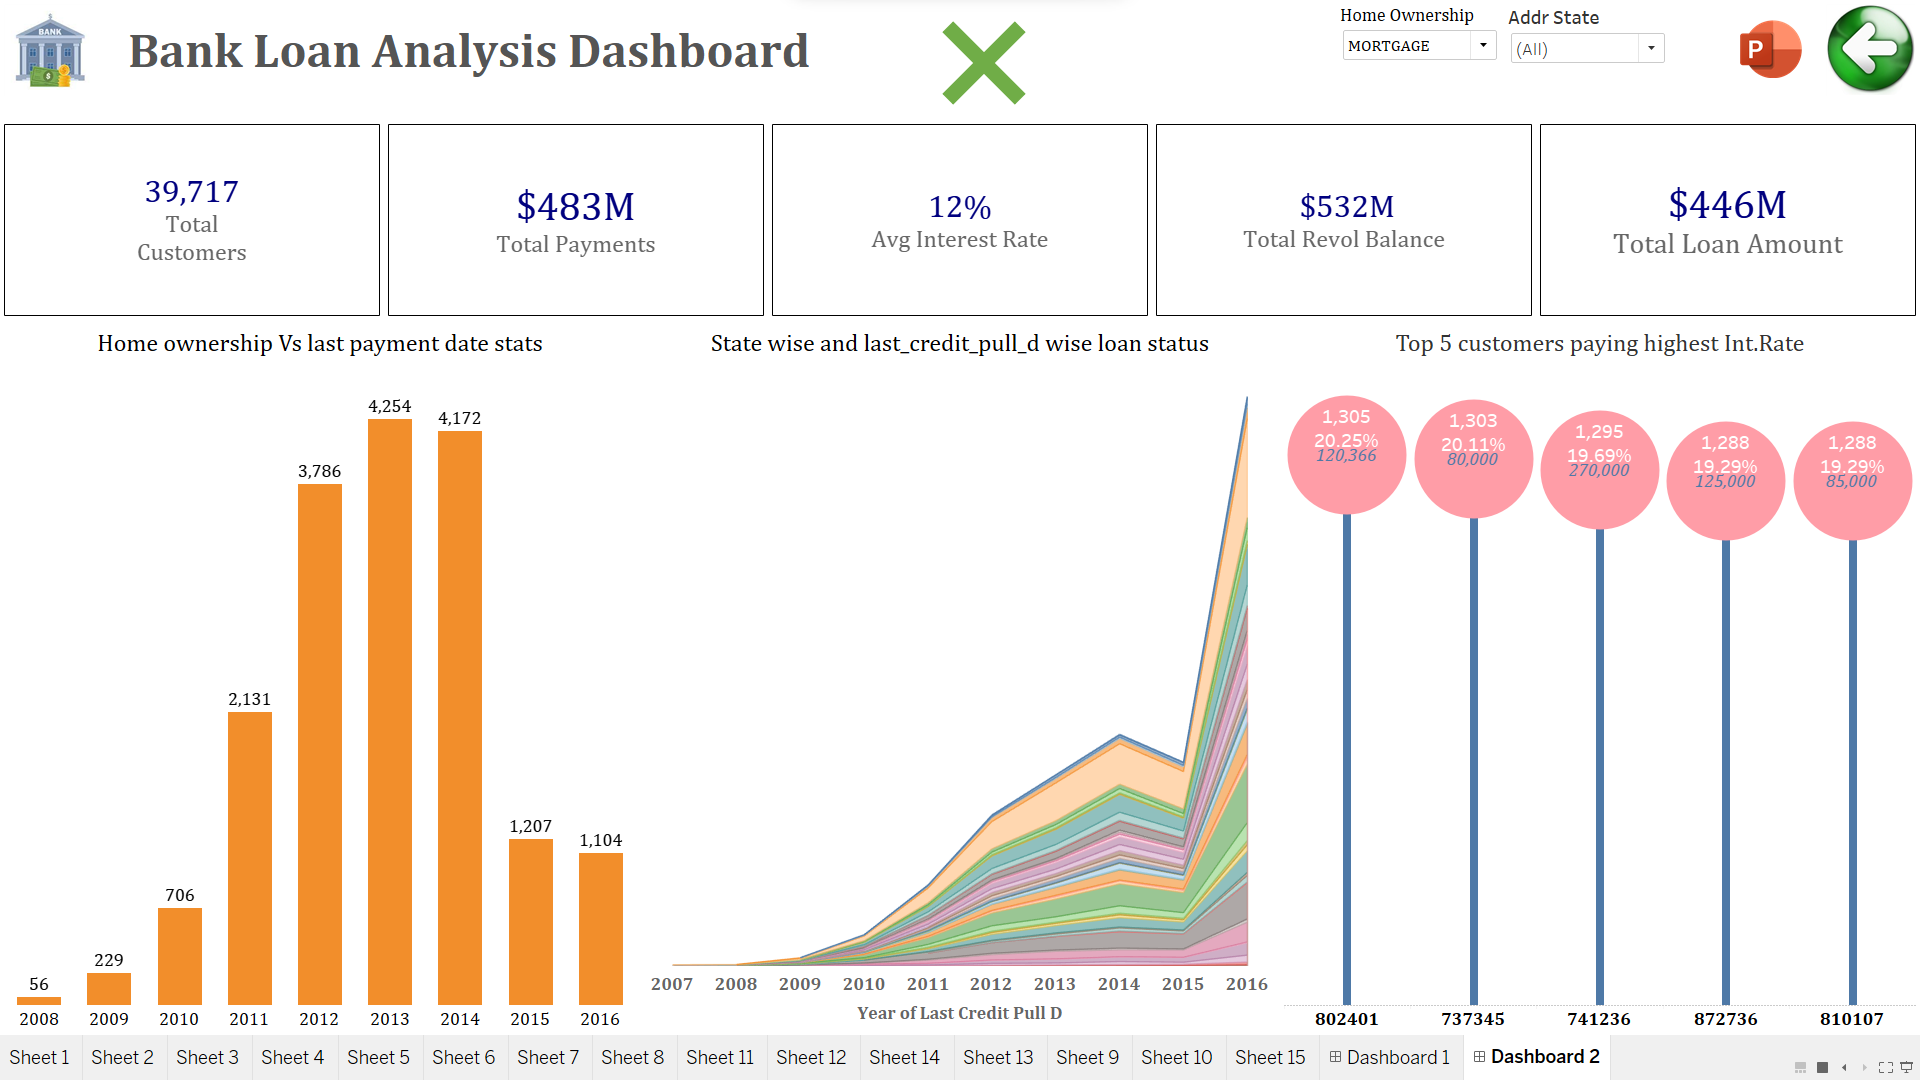 BANK
Bank Loan Analysis Dashboard
Home Ownership
MORTGAGE
Addr State
(All)
P
39,717
Total
Customers
$483M
Total Payments
12%
Avg Interest Rate
$532M
Total Revol Balance
$446M
Total Loan Amount
Home ownership Vs last payment date stats
56
229
706
2,131
3,786
4,254
4,172
1,207
1,104
2008 2009 2010 2011 2012 2013 2014 2015 2016
State wise and last_credit_pull_d wise loan status
2007 2008 2009 2010 2011 2012 2013 2014 2015 2016
Year of Last Credit Pull D
Top 5 customers paying highest Int.Rate
1,305
20.25%
120,366
1,303
20.11%
80,000
1,295
19.69%
270,000
1,288
19.29%
125,000
1,288
19.29%
85,000
802401 737345 741236 872736 810107
Sheet 1 Sheet 2 Sheet 3 Sheet 4 Sheet 5 Sheet 6 Sheet 7 Sheet 8 Sheet 11 Sheet 12 Sheet 14 Sheet 13 Sheet 9 Sheet 10 Sheet 15 Dashboard 1 Dashboard 2